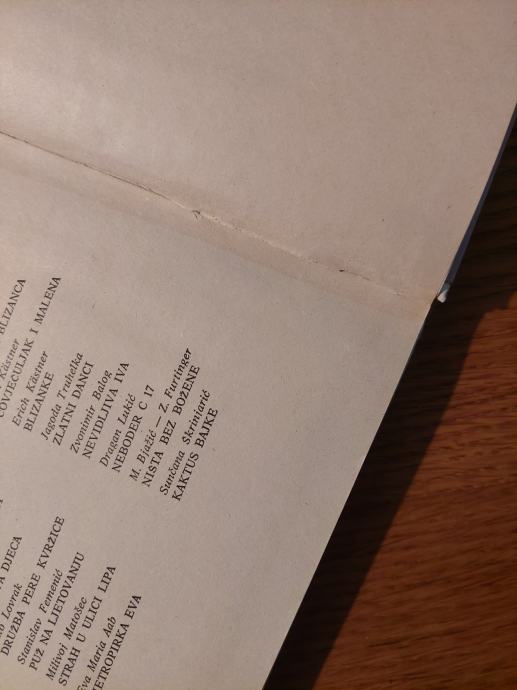 BLIZANCA
Kästner
ČOVJEČULJAK I MALENA
Erich Kästner
BLIZANKE
Jagoda Truhelka
ZLATNI DANCI
Zvonimir Balog
NEVIDLJIVA IVA
Dragan Lukić
NEBODER C 17
M. Bjažić — Z. Furtinger
NIŠTA BEZ BOŽENE
Sunčana Škrinjarić
KAKTUS BAJKE
DJECA
Lovrak
DRUŽBA PERE KVRŽICE
Stanislav Femenić
PUŽ NA LJETOVANJU
Milivoj Matošec
STRAH U ULICI LIPA
Eva Maria Aab
VJETROPIRKA EVA